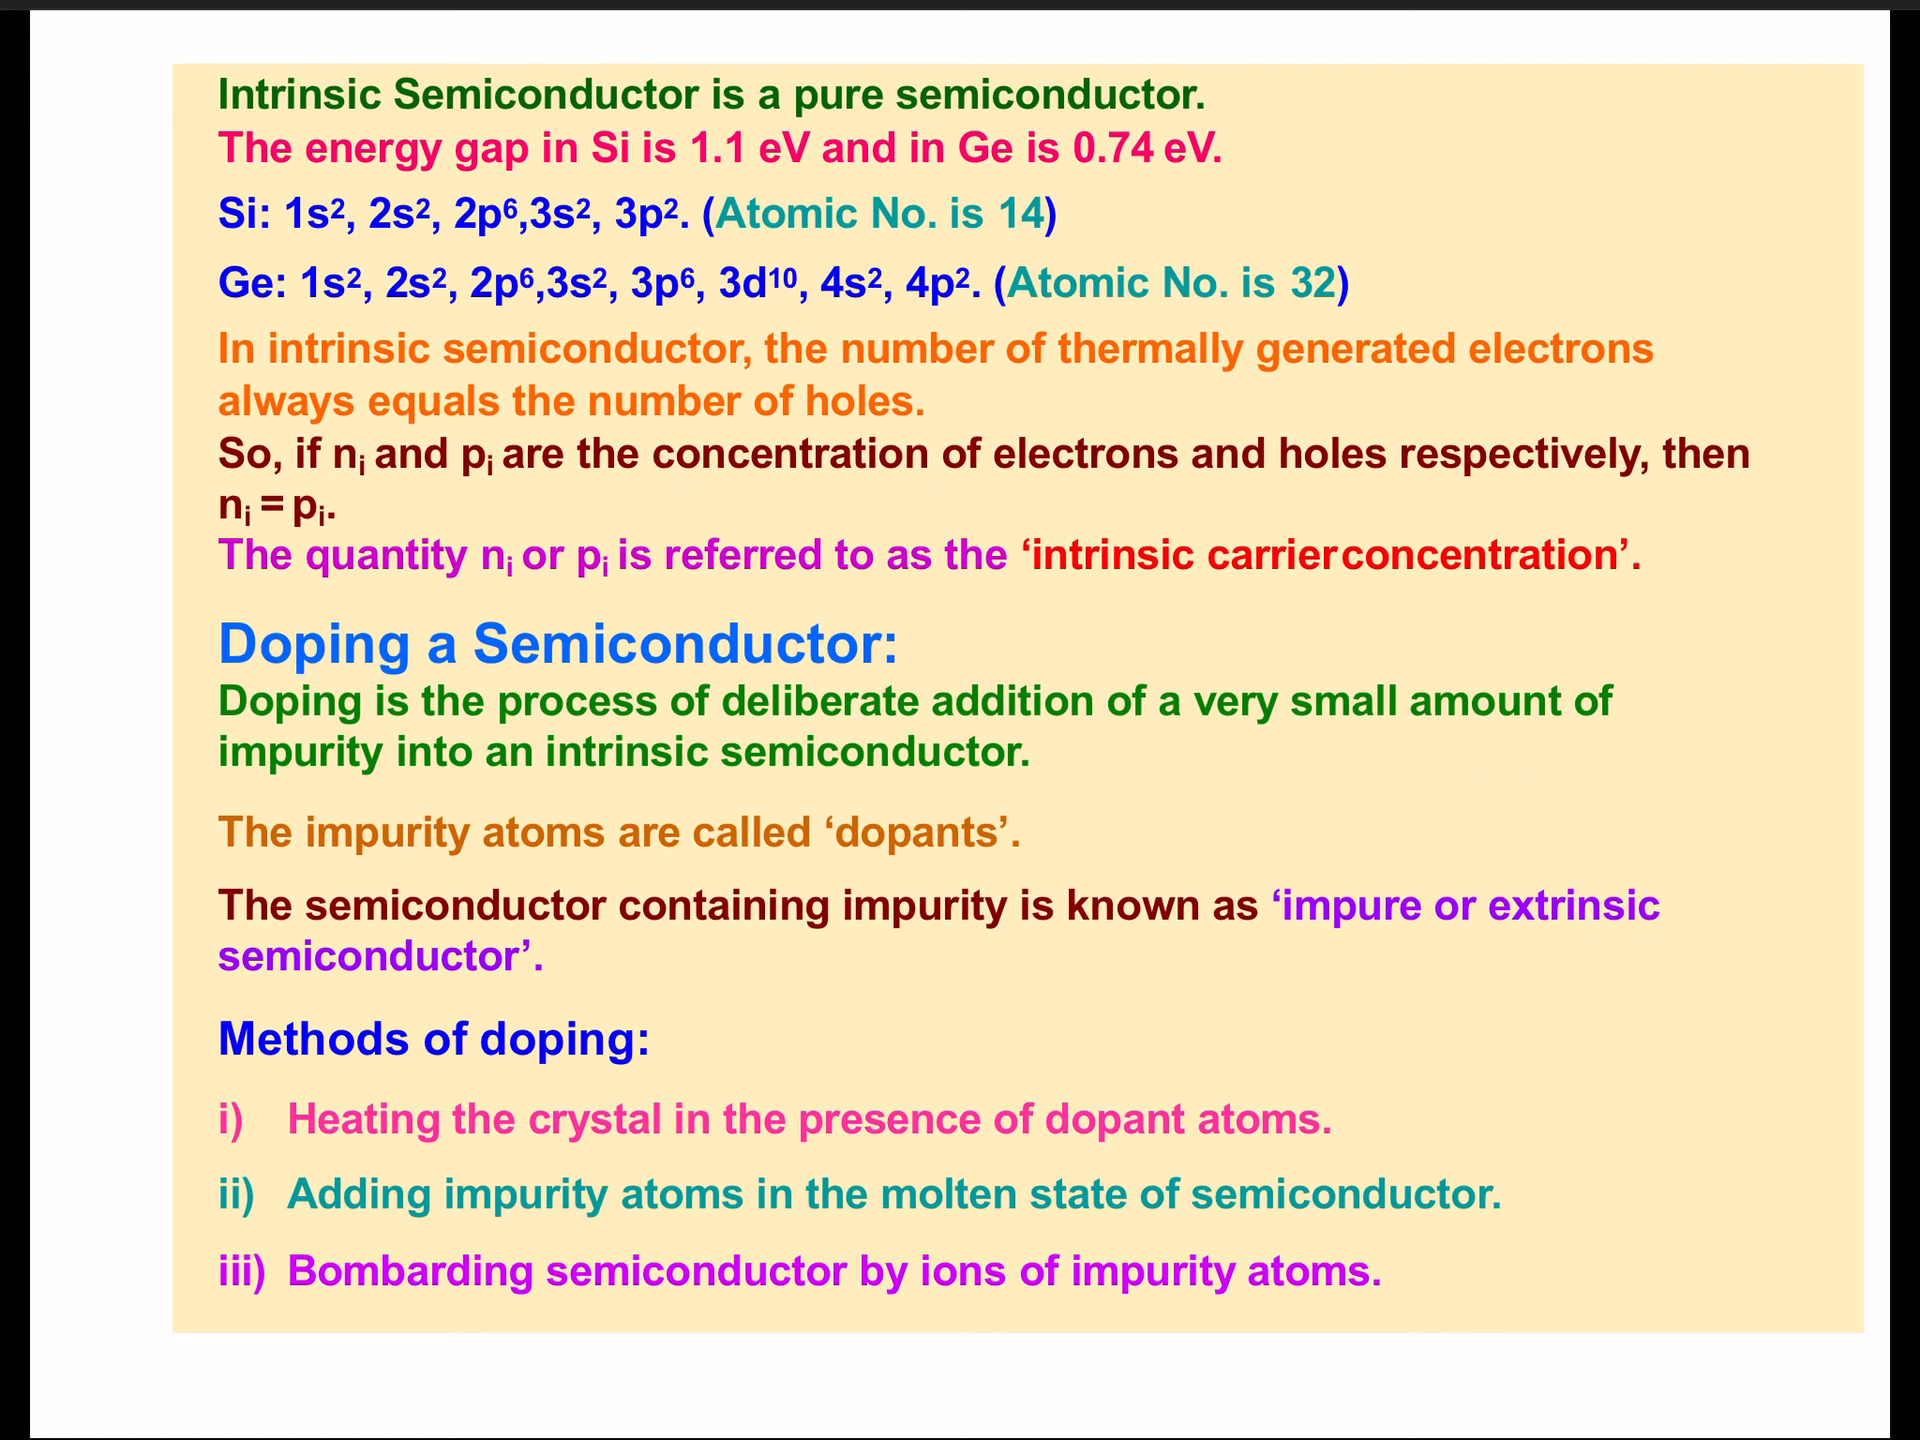 Intrinsic Semiconductor is a pure semiconductor.
The energy gap in Si is 1.1 eV and in Ge is 0.74 eV.
Si: 1s², 2s², 2p⁶,3s², 3p². (Atomic No. is 14)
Ge: 1s², 2s², 2p⁶,3s², 3p⁶, 3d¹⁰, 4s², 4p². (Atomic No. is 32)
In intrinsic semiconductor, the number of thermally generated electrons
always equals the number of holes.
So, if nᵢ and pᵢ are the concentration of electrons and holes respectively, then
nᵢ = pᵢ.
The quantity nᵢ or pᵢ is referred to as the ‘intrinsic carrier concentration’.
Doping a Semiconductor:
Doping is the process of deliberate addition of a very small amount of
impurity into an intrinsic semiconductor.
The impurity atoms are called ‘dopants’.
The semiconductor containing impurity is known as ‘impure or extrinsic
semiconductor’.
Methods of doping:
i) Heating the crystal in the presence of dopant atoms.
ii) Adding impurity atoms in the molten state of semiconductor.
iii) Bombarding semiconductor by ions of impurity atoms.